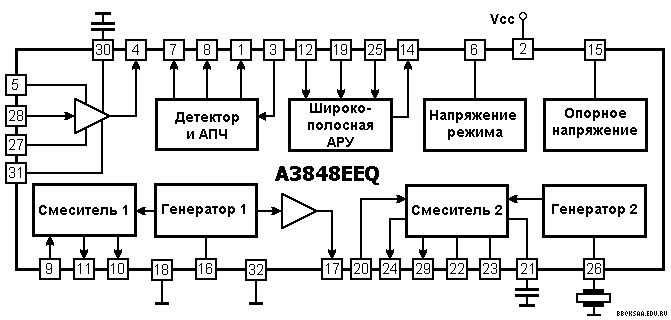 Vcc
30 4 7 8 1 3 12 19 25 14 6 2 15
5
28
27
31
Детектор
и АПЧ
Широко-
полосная
АРУ
Напряжение
режима
Опорное
напряжение
A3848EEQ
Смеситель 1
Генератор 1
Смеситель 2
Генератор 2
9 11 10 18 16 32 17 20 24 29 22 23 21 26
BBCKSAA.EDU.RU